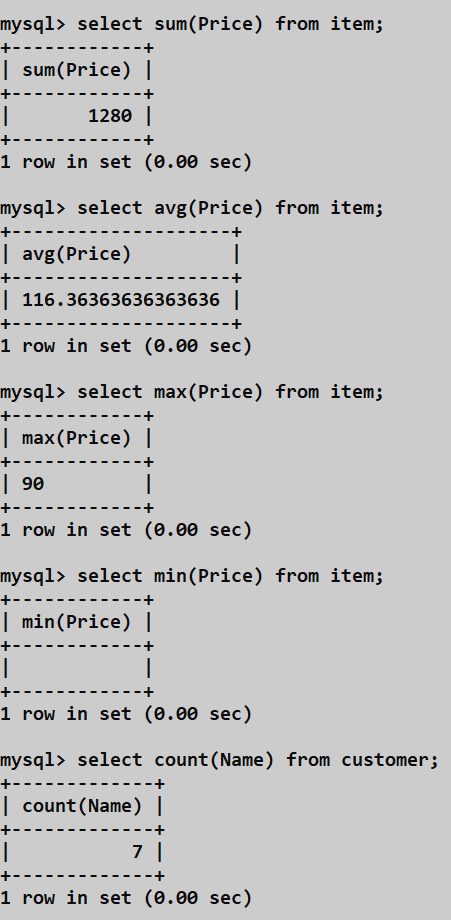 mysql> select sum(Price) from item;
+------------+
| sum(Price) |
+------------+
|       1280 |
+------------+
1 row in set (0.00 sec)

mysql> select avg(Price) from item;
+--------------------+
| avg(Price)         |
+--------------------+
| 116.36363636363636 |
+--------------------+
1 row in set (0.00 sec)

mysql> select max(Price) from item;
+------------+
| max(Price) |
+------------+
| 90         |
+------------+
1 row in set (0.00 sec)

mysql> select min(Price) from item;
+------------+
| min(Price) |
+------------+
|            |
+------------+
1 row in set (0.00 sec)

mysql> select count(Name) from customer;
+-------------+
| count(Name) |
+-------------+
|           7 |
+-------------+
1 row in set (0.00 sec)